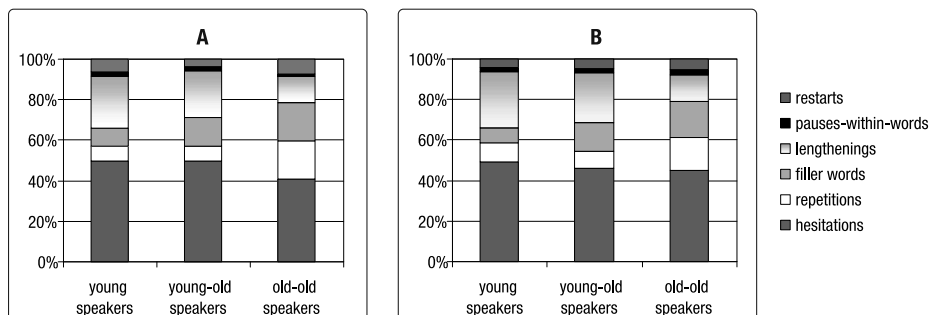 A
100%
80%
60%
40%
20%
0%
young speakers
young-old speakers
old-old speakers
B
100%
80%
60%
40%
20%
0%
young speakers
young-old speakers
old-old speakers
restarts
pauses-within-words
lengthenings
filler words
repetitions
hesitations